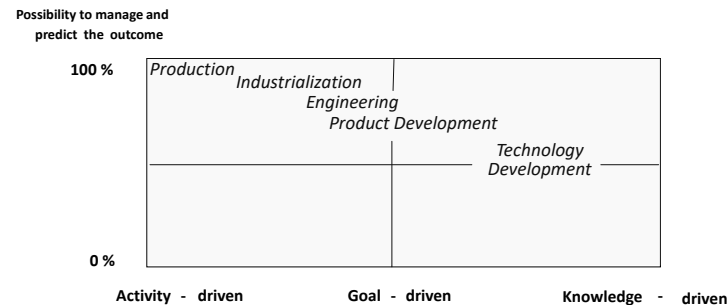 Possibility to manage and
predict the outcome
100 %
Production
Industrialization
Engineering
Product Development
Technology
Development
0 %
Activity - driven
Goal - driven
Knowledge - driven